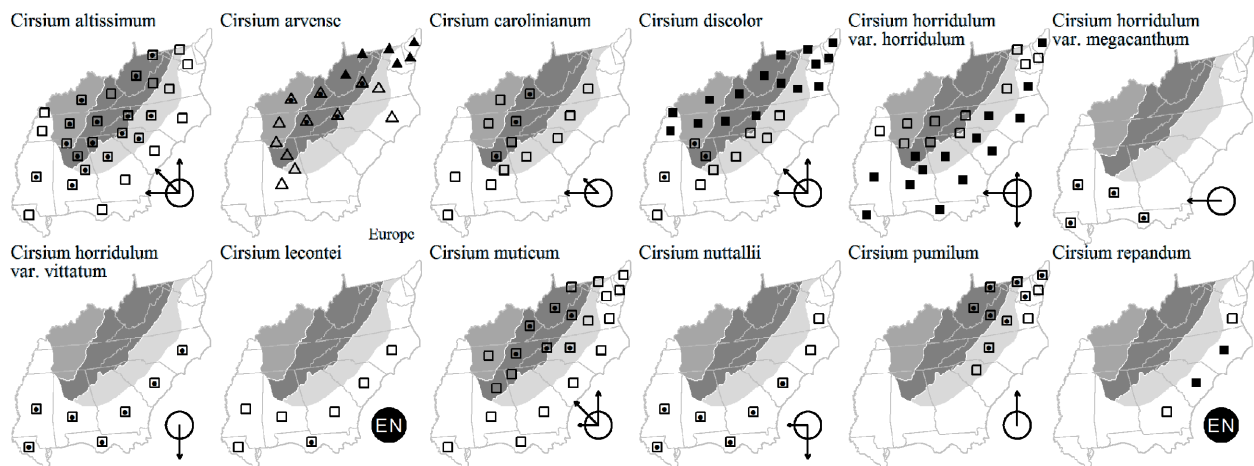 Cirsium altissimum
Cirsium arvense
Cirsium carolinianum
Cirsium discolor
Cirsium horridulum
var. horridulum
Cirsium horridulum
var. megacanthum
Europe
Cirsium horridulum
var. vittatum
Cirsium lecontei
Cirsium muticum
Cirsium nuttallii
Cirsium pumilum
Cirsium repandum
EN
EN